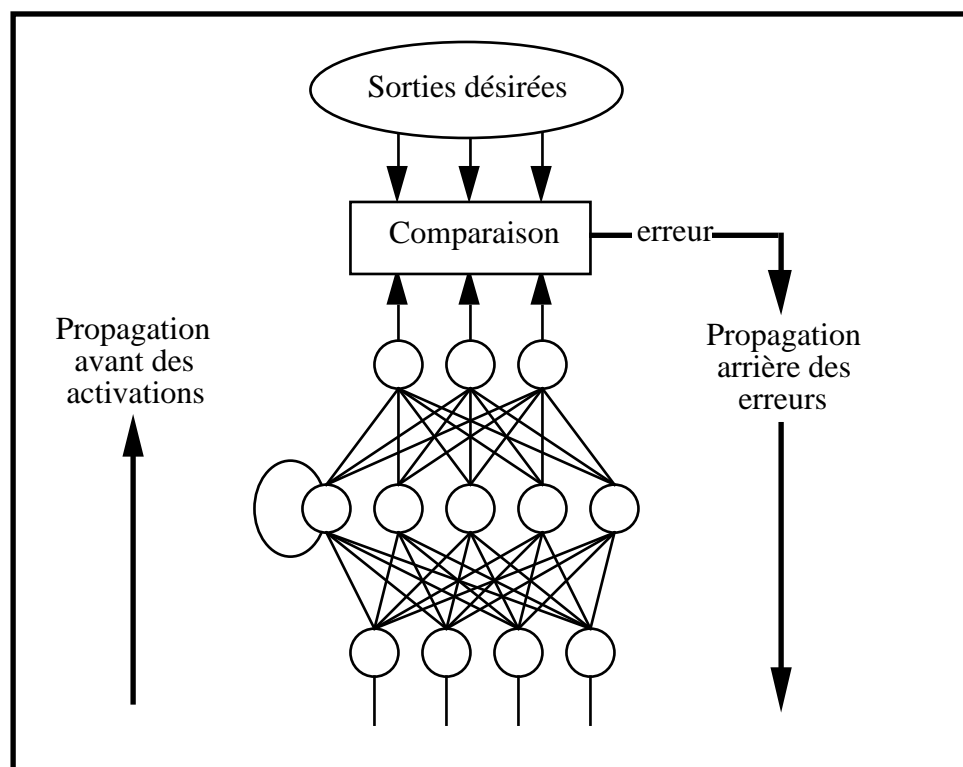 Sorties désirées
Comparaison
erreur
Propagation
avant des
activations
Propagation
arrière des
erreurs